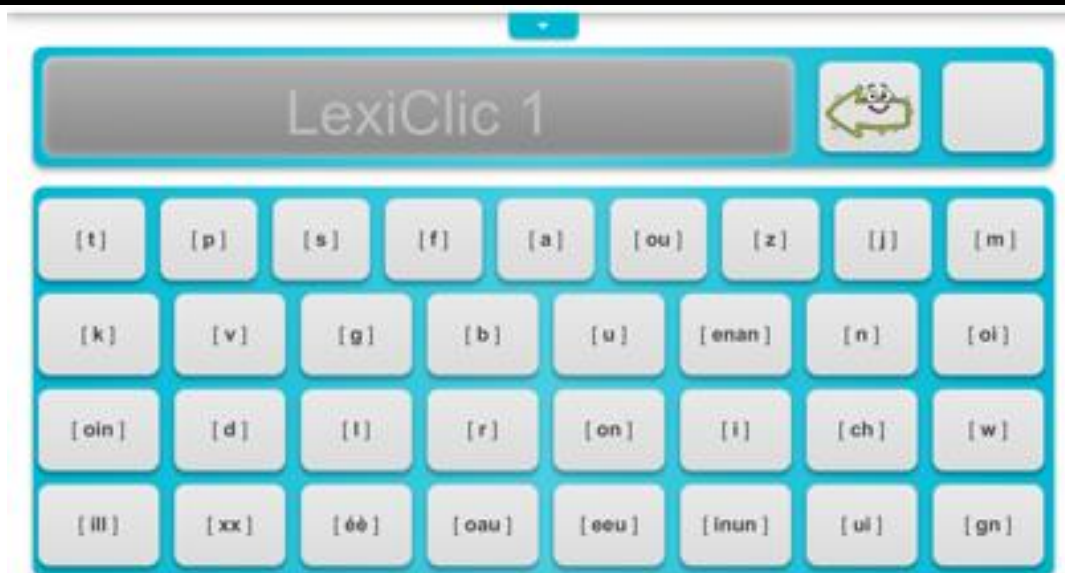 LexiClic 1
[ t ] [ p ] [ s ] [ f ] [ a ] [ ou ] [ z ] [ j ] [ m ]
[ k ] [ v ] [ g ] [ b ] [ u ] [ enan ] [ n ] [ oi ]
[ oin ] [ d ] [ l ] [ r ] [ on ] [ i ] [ ch ] [ w ]
[ ill ] [ xx ] [ éè ] [ oau ] [ eeu ] [ inun ] [ ui ] [ gn ]